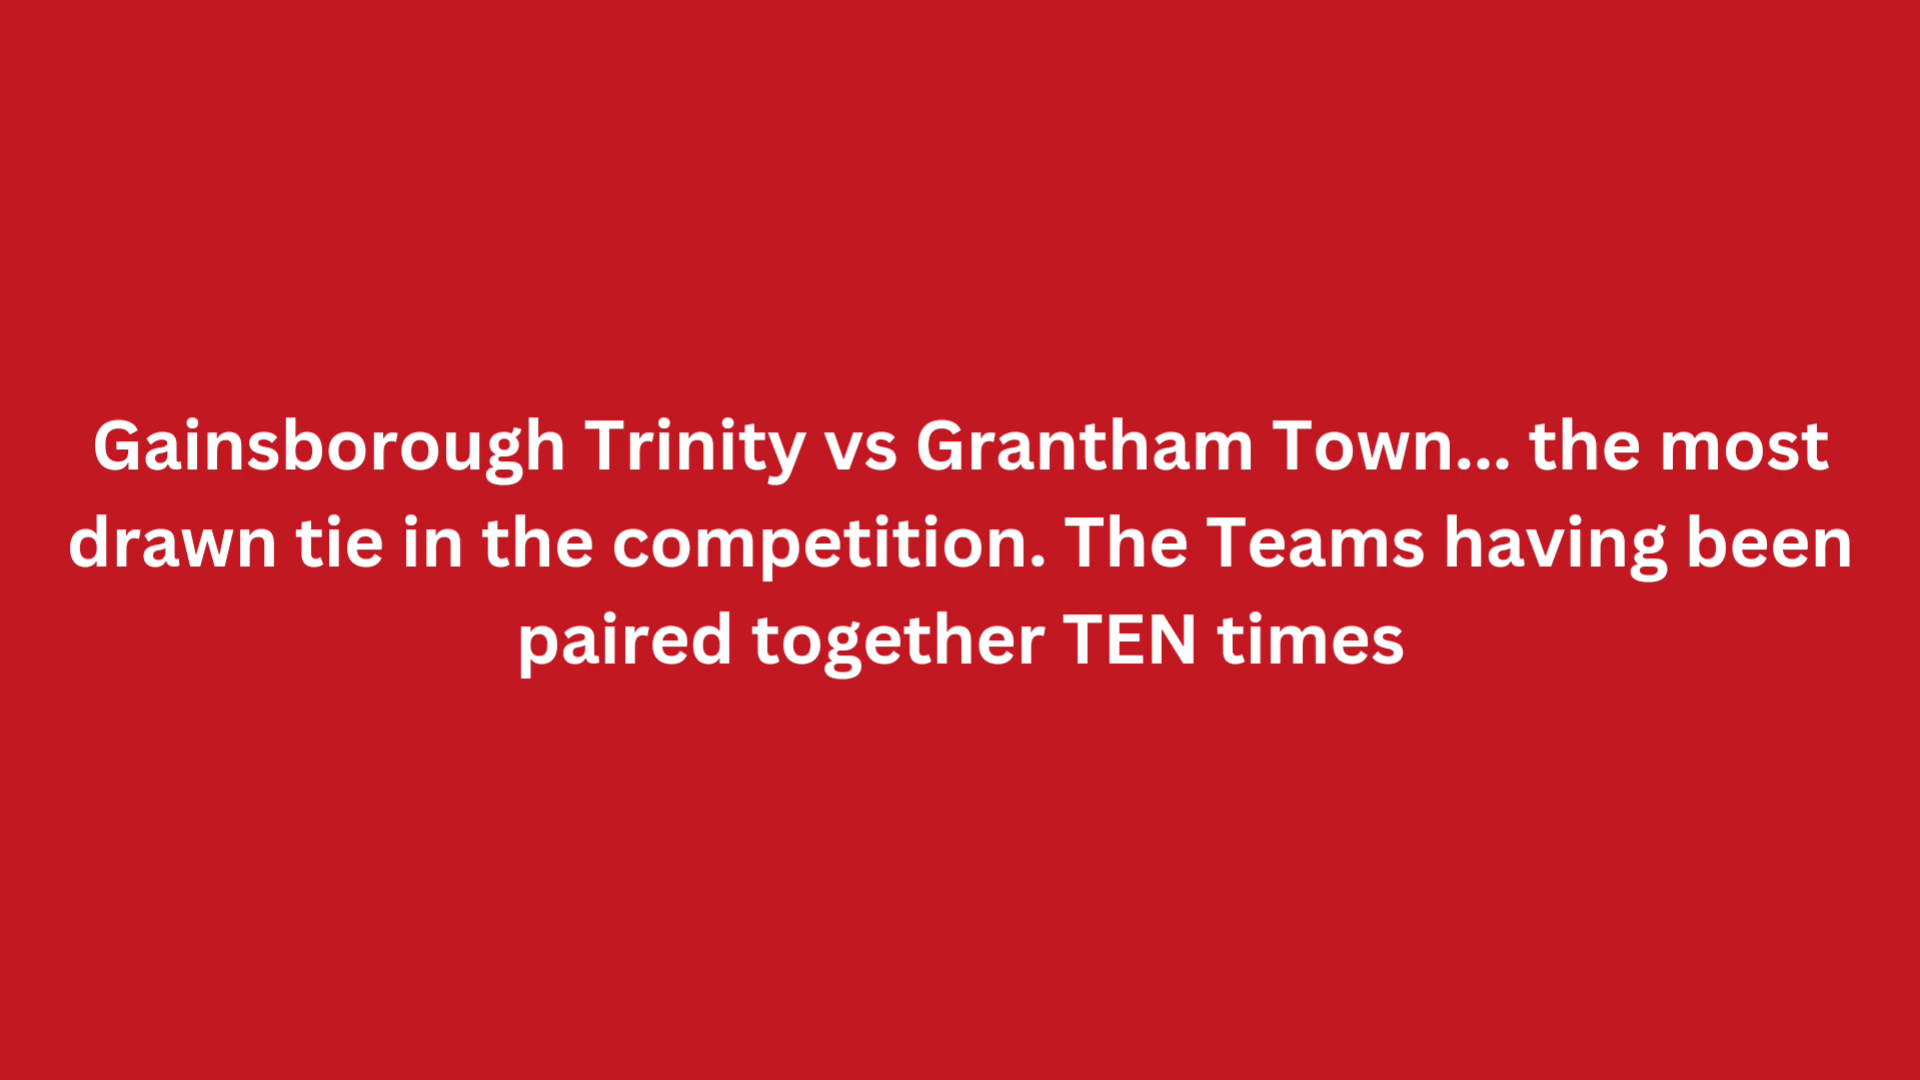 Gainsborough Trinity vs Grantham Town... the most
drawn tie in the competition. The Teams having been
paired together TEN times